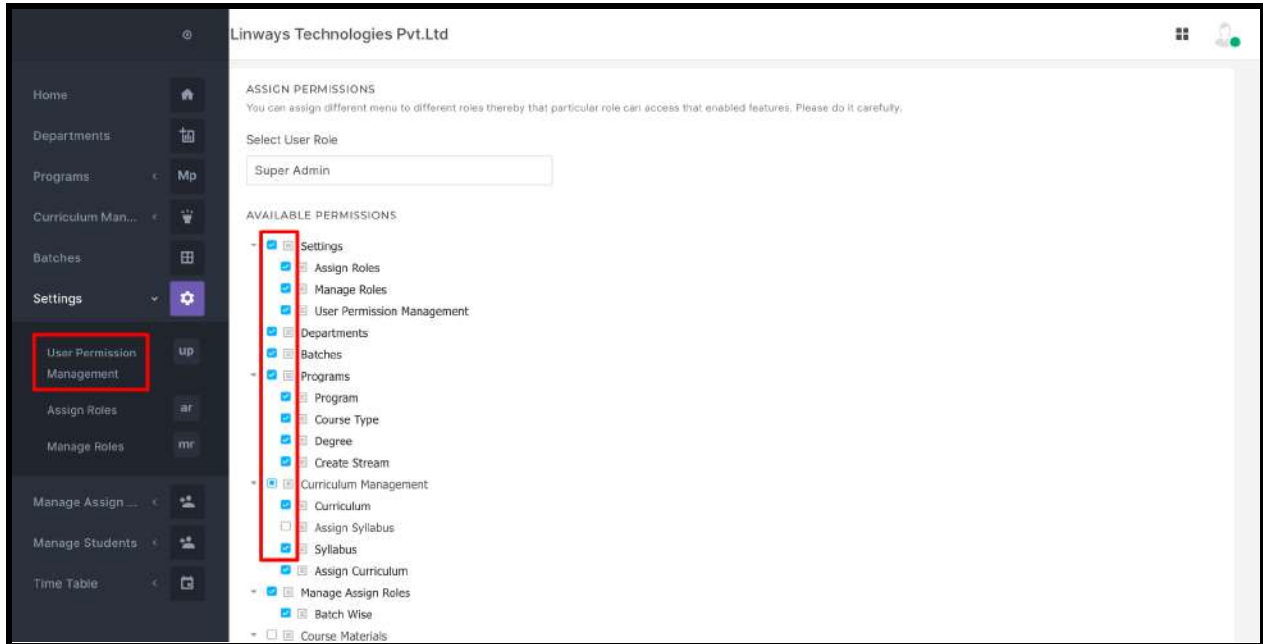 Linways Technologies Pvt.Ltd
Home
Departments
Programs
Mp
Curriculum Man...
Batches
Settings
User Permission
up
Management
Assign Roles
ar
Manage Roles
mr
Manage Assign ...
Manage Students
Time Table
ASSIGN PERMISSIONS
You can assign different menu to different roles thereby that particular role can access that enabled features. Please do it carefully.
Select User Role
Super Admin
AVAILABLE PERMISSIONS
Settings
Assign Roles
Manage Roles
User Permission Management
Departments
Batches
Programs
Program
Course Type
Degree
Create Stream
Curriculum Management
Curriculum
Assign Syllabus
Syllabus
Assign Curriculum
Manage Assign Roles
Batch Wise
Course Materials